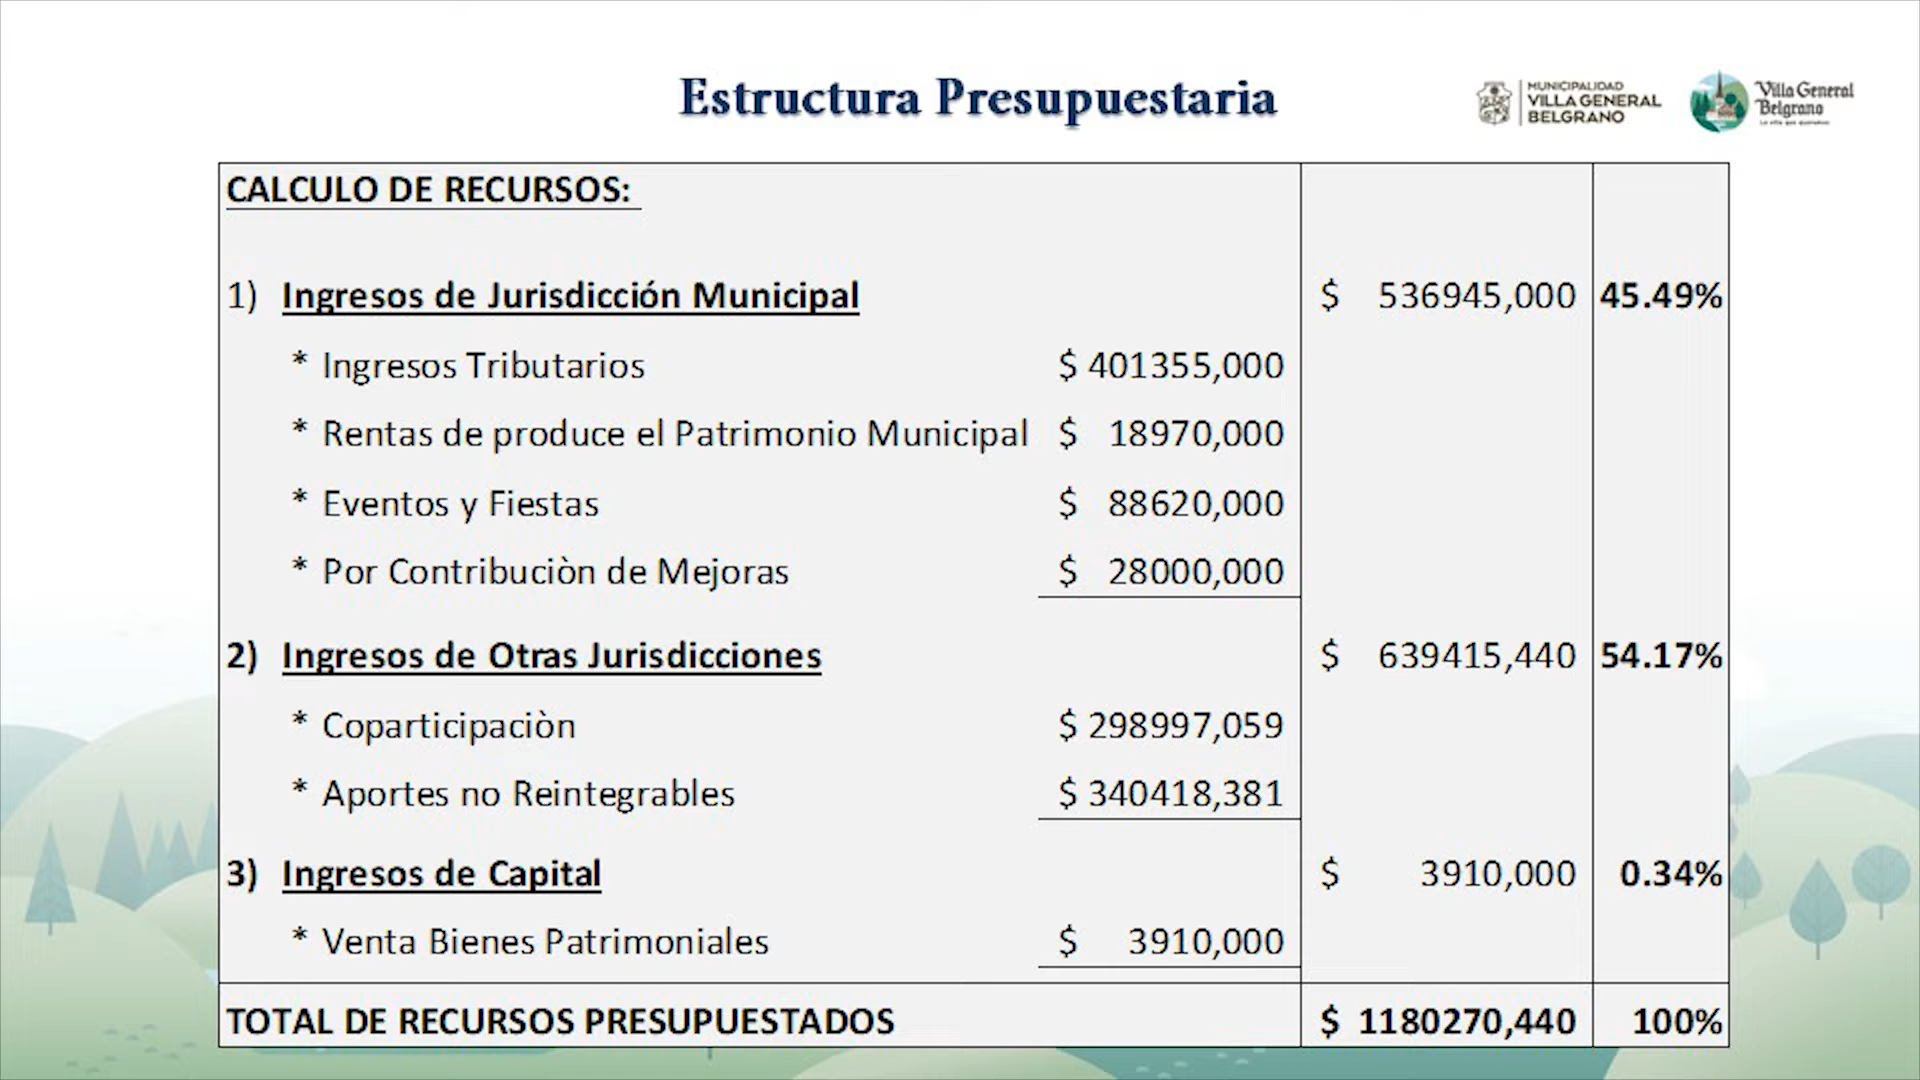 Estructura Presupuestaria
MUNICIPALIDAD
VILLA GENERAL
BELGRANO
Villa General
Belgrano
CALCULO DE RECURSOS:
1) Ingresos de Jurisdicción Municipal $ 536945,000 45.49%
* Ingresos Tributarios $ 401355,000
* Rentas de produce el Patrimonio Municipal $ 18970,000
* Eventos y Fiestas $ 88620,000
* Por Contribuciòn de Mejoras $ 28000,000
2) Ingresos de Otras Jurisdicciones $ 639415,440 54.17%
* Coparticipaciòn $ 298997,059
* Aportes no Reintegrables $ 340418,381
3) Ingresos de Capital $ 3910,000 0.34%
* Venta Bienes Patrimoniales $ 3910,000
TOTAL DE RECURSOS PRESUPUESTADOS $ 1180270,440 100%